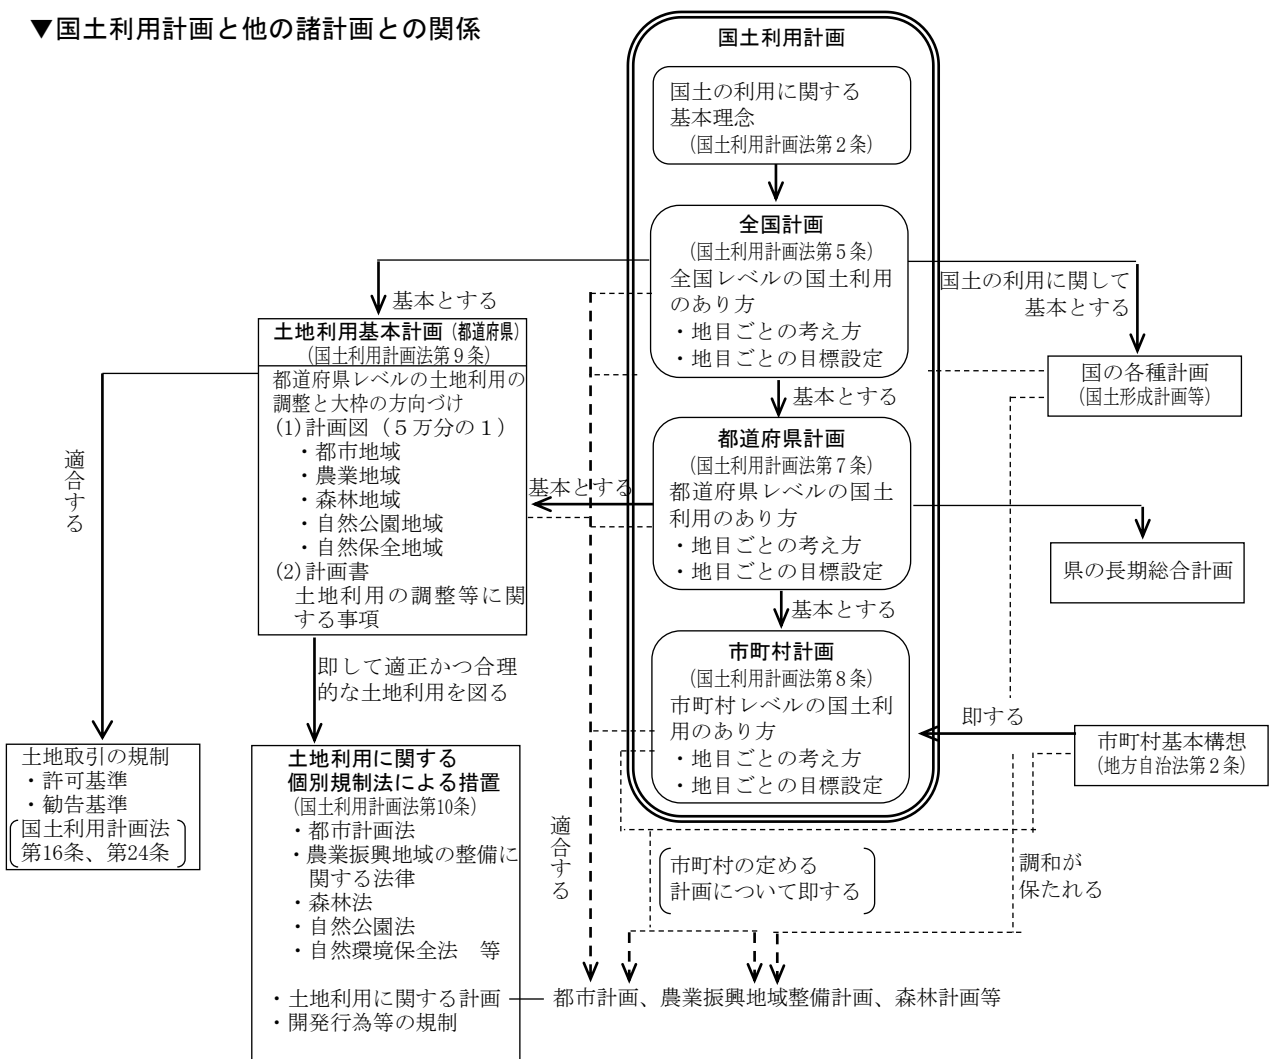 ▼国土利用計画と他の諸計画との関係
国土利用計画
国土の利用に関する
基本理念
(国土利用計画法第2条)
全国計画
(国土利用計画法第5条)
全国レベルの国土利用
のあり方
・地目ごとの考え方
・地目ごとの目標設定
基本とする
国土の利用に関して
基本とする
土地利用基本計画(都道府県)
(国土利用計画法第9条)
都道府県レベルの土地利用の
調整と大枠の方向づけ
(1)計画図(5万分の1)
・都市地域
・農業地域
・森林地域
・自然公園地域
・自然保全地域
(2)計画書
土地利用の調整等に関
する事項
国の各種計画
(国土形成計画等)
基本とする
都道府県計画
(国土利用計画法第7条)
都道府県レベルの国土
利用のあり方
・地目ごとの考え方
・地目ごとの目標設定
適合する
基本とする
県の長期総合計画
基本とする
市町村計画
(国土利用計画法第8条)
市町村レベルの国土利
用のあり方
・地目ごとの考え方
・地目ごとの目標設定
即して適正かつ合理
的な土地利用を図る
即する
市町村基本構想
(地方自治法第2条)
土地取引の規制
・許可基準
・勧告基準
国土利用計画法
第16条、第24条
土地利用に関する
個別規制法による措置
(国土利用計画法第10条)
・都市計画法
・農業振興地域の整備に
関する法律
・森林法
・自然公園法
・自然環境保全法 等
・土地利用に関する計画
・開発行為等の規制
適合する
市町村の定める
計画について即する
調和が
保たれる
都市計画、農業振興地域整備計画、森林計画等